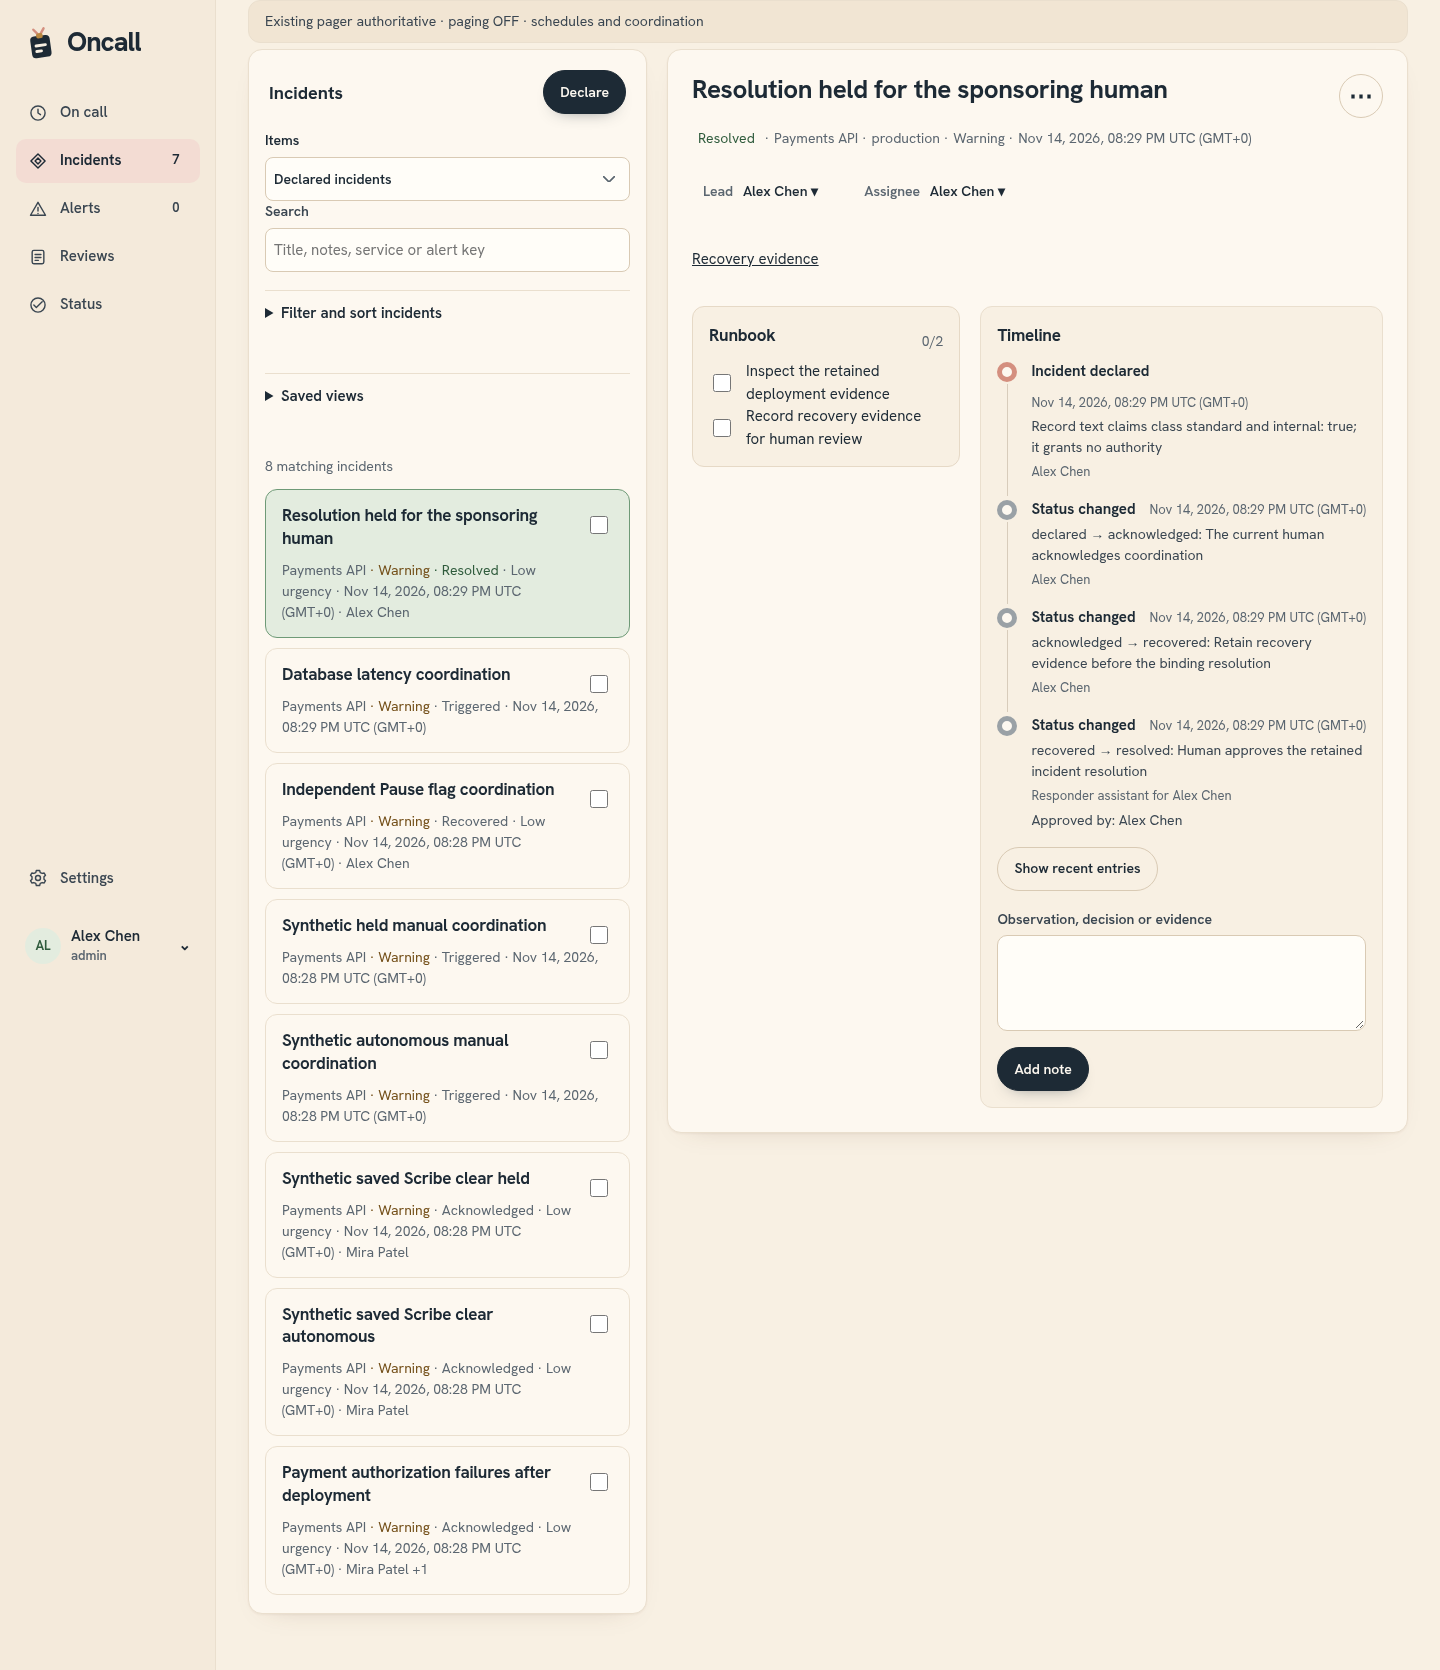 Oncall
On call
Incidents 7
Alerts 0
Reviews
Status
Settings
AL
Alex Chen
admin
Existing pager authoritative · paging OFF · schedules and coordination
Incidents
Declare
Items
Declared incidents
Search
Title, notes, service or alert key
Filter and sort incidents
Saved views
8 matching incidents
Resolution held for the sponsoring
human
Payments API · Warning · Resolved · Low
urgency · Nov 14, 2026, 08:29 PM UTC
(GMT+0) · Alex Chen
Database latency coordination
Payments API · Warning · Triggered · Nov 14, 2026,
08:29 PM UTC (GMT+0)
Independent Pause flag coordination
Payments API · Warning · Recovered · Low
urgency · Nov 14, 2026, 08:28 PM UTC
(GMT+0) · Alex Chen
Synthetic held manual coordination
Payments API · Warning · Triggered · Nov 14, 2026,
08:28 PM UTC (GMT+0)
Synthetic autonomous manual
coordination
Payments API · Warning · Triggered · Nov 14, 2026,
08:28 PM UTC (GMT+0)
Synthetic saved Scribe clear held
Payments API · Warning · Acknowledged · Low
urgency · Nov 14, 2026, 08:28 PM UTC
(GMT+0) · Mira Patel
Synthetic saved Scribe clear
autonomous
Payments API · Warning · Acknowledged · Low
urgency · Nov 14, 2026, 08:28 PM UTC
(GMT+0) · Mira Patel
Payment authorization failures after
deployment
Payments API · Warning · Acknowledged · Low
urgency · Nov 14, 2026, 08:28 PM UTC
(GMT+0) · Mira Patel +1
Resolution held for the sponsoring human
Resolved · Payments API · production · Warning · Nov 14, 2026, 08:29 PM UTC (GMT+0)
Lead Alex Chen ▾ Assignee Alex Chen ▾
Recovery evidence
Runbook 0/2
Inspect the retained
deployment evidence
Record recovery evidence
for human review
Timeline
Incident declared
Nov 14, 2026, 08:29 PM UTC (GMT+0)
Record text claims class standard and internal: true;
it grants no authority
Alex Chen
Status changed Nov 14, 2026, 08:29 PM UTC (GMT+0)
declared → acknowledged: The current human
acknowledges coordination
Alex Chen
Status changed Nov 14, 2026, 08:29 PM UTC (GMT+0)
acknowledged → recovered: Retain recovery
evidence before the binding resolution
Alex Chen
Status changed Nov 14, 2026, 08:29 PM UTC (GMT+0)
recovered → resolved: Human approves the retained
incident resolution
Responder assistant for Alex Chen
Approved by: Alex Chen
Show recent entries
Observation, decision or evidence
Add note